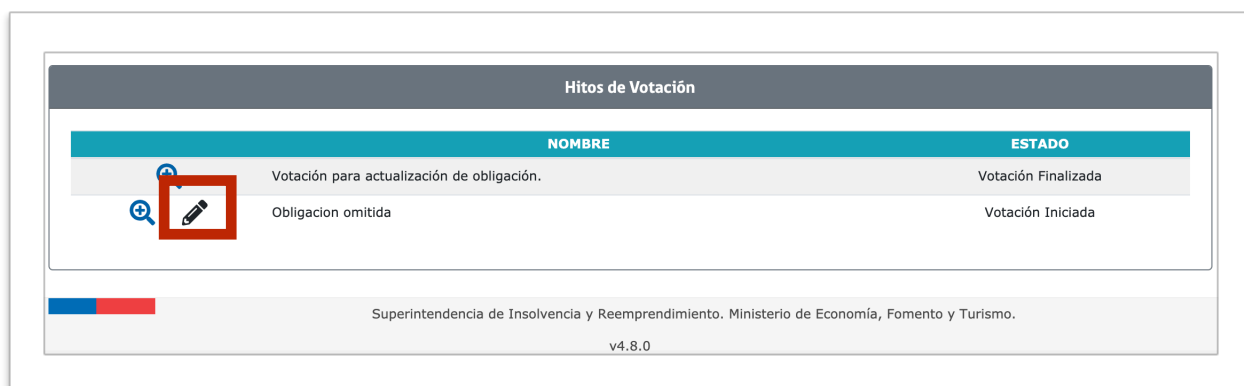 Hitos de Votación
NOMBRE ESTADO
Votación para actualización de obligación. Votación Finalizada
Obligacion omitida Votación Iniciada
Superintendencia de Insolvencia y Reemprendimiento. Ministerio de Economía, Fomento y Turismo.
v4.8.0